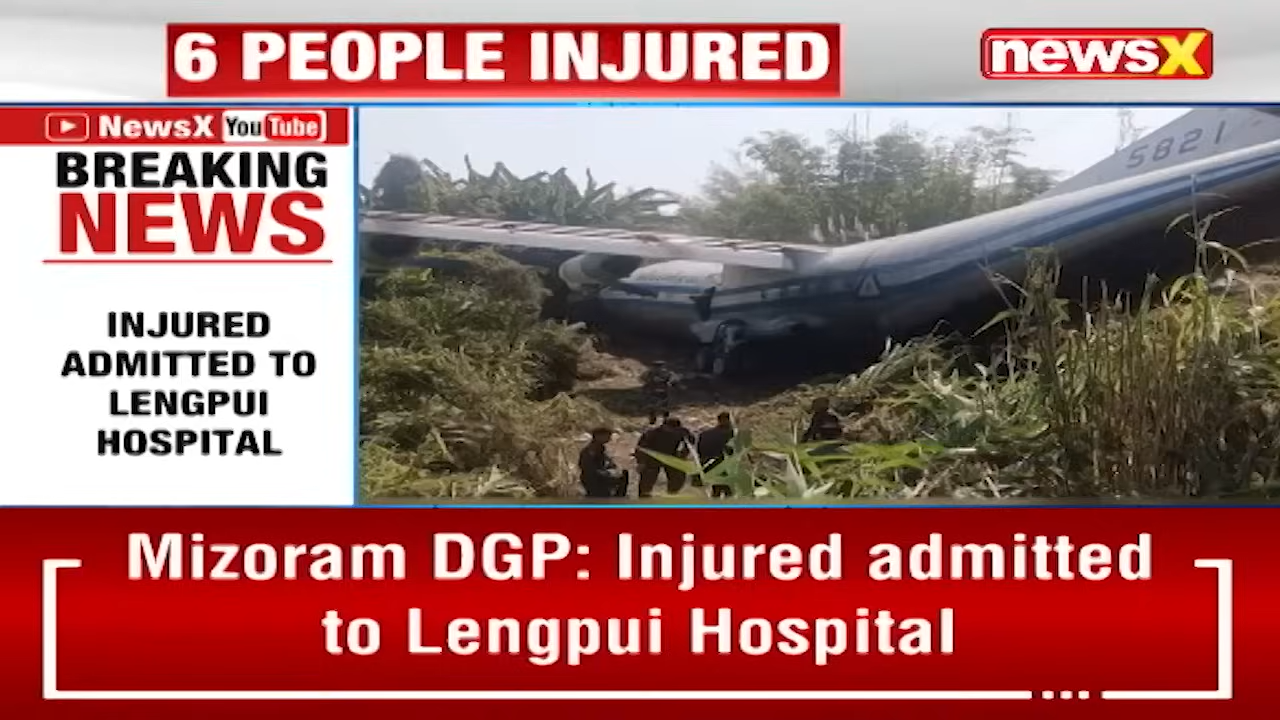 6 PEOPLE INJURED
newsX
NewsX YouTube
BREAKING
NEWS
INJURED
ADMITTED TO
LENGPUI
HOSPITAL
5821
Mizoram DGP: Injured admitted
to Lengpui Hospital